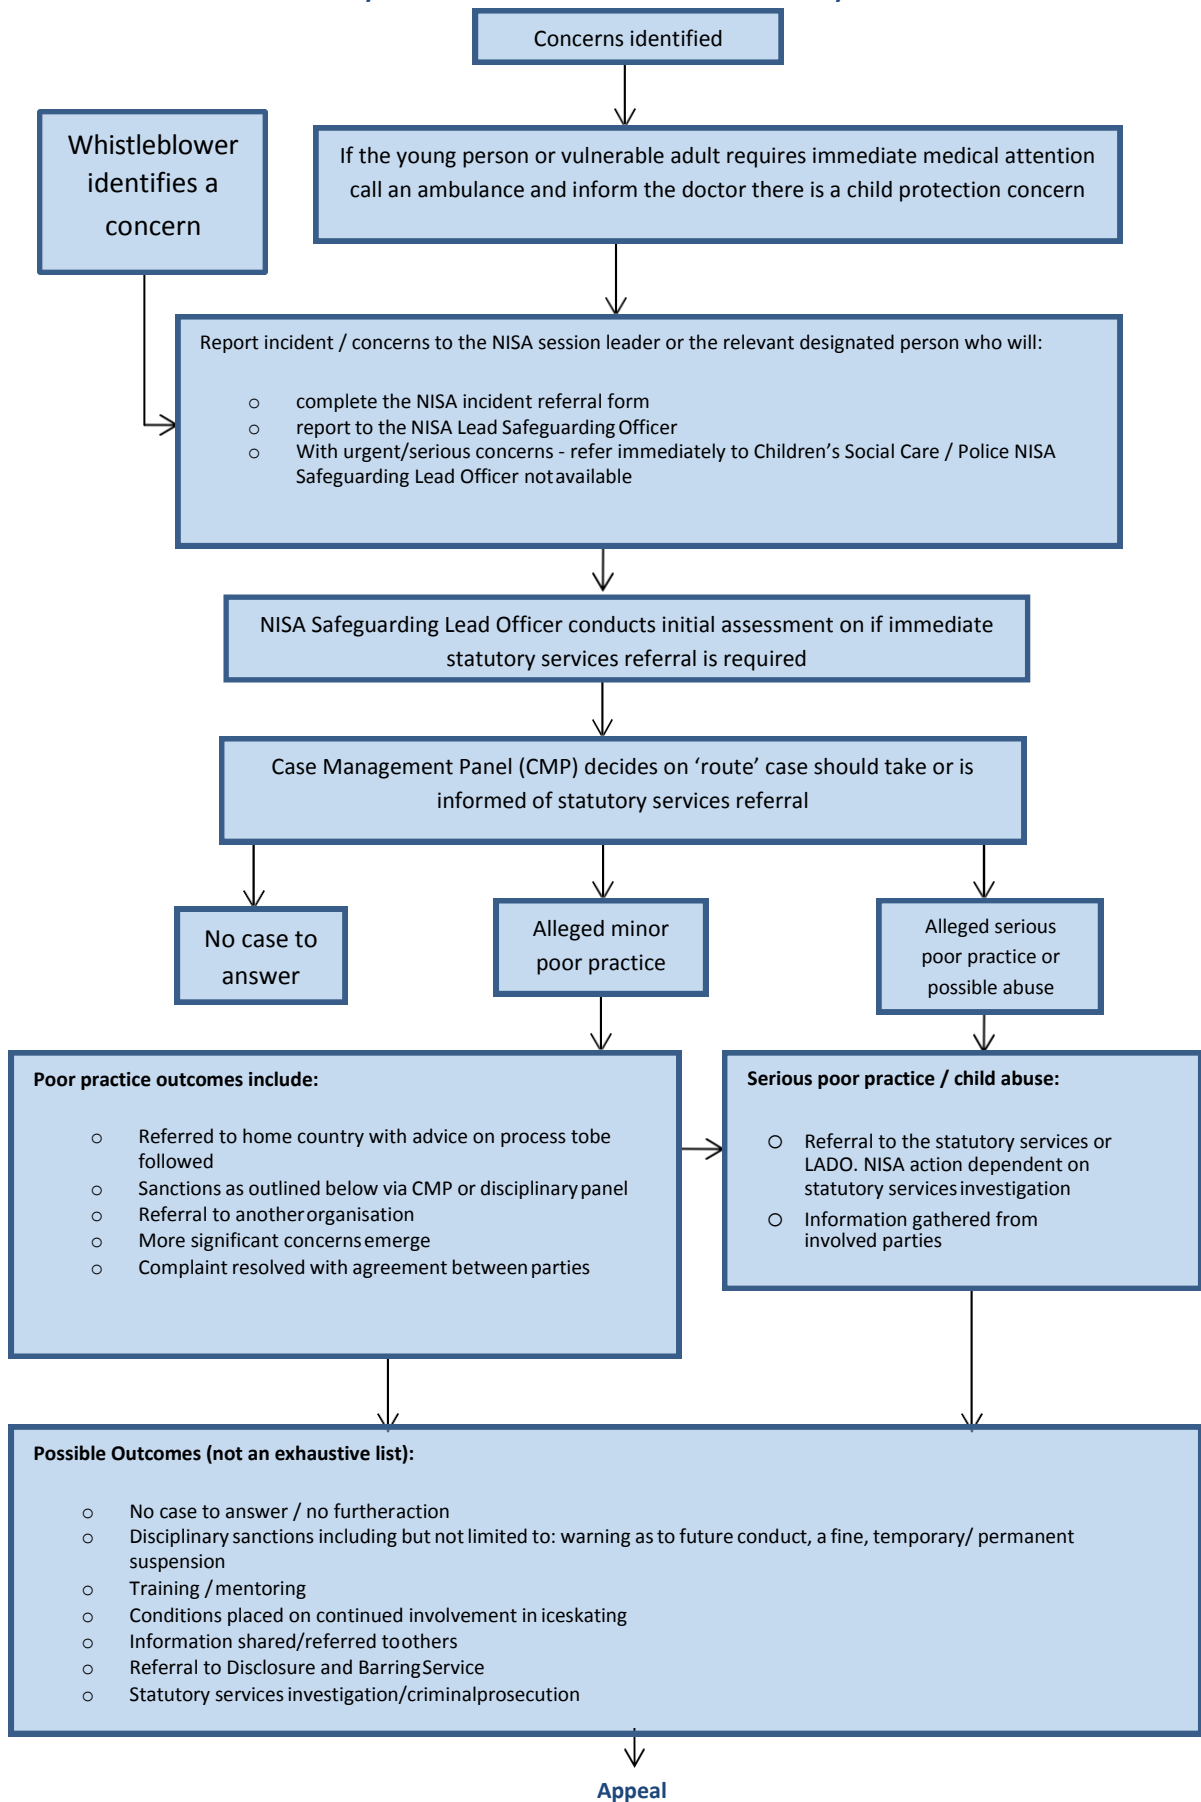 Concerns identified
Whistleblower
identifies a
concern
If the young person or vulnerable adult requires immediate medical attention
call an ambulance and inform the doctor there is a child protection concern
Report incident / concerns to the NISA session leader or the relevant designated person who will:
o complete the NISA incident referral form
o report to the NISA Lead Safeguarding Officer
o With urgent/serious concerns - refer immediately to Children’s Social Care / Police NISA
Safeguarding Lead Officer notavailable
NISA Safeguarding Lead Officer conducts initial assessment on if immediate
statutory services referral is required
Case Management Panel (CMP) decides on ‘route’ case should take or is
informed of statutory services referral
No case to
answer
Alleged minor
poor practice
Alleged serious
poor practice or
possible abuse
Poor practice outcomes include:
o Referred to home country with advice on process tobe
followed
o Sanctions as outlined below via CMP or disciplinary panel
o Referral to anotherorganisation
o More significant concerns emerge
o Complaint resolved with agreement between parties
Serious poor practice / child abuse:
o Referral to the statutory services or
LADO. NISA action dependent on
statutory services investigation
o Information gathered from
involved parties
Possible Outcomes (not an exhaustive list):
o No case to answer / no furtheraction
o Disciplinary sanctions including but not limited to: warning as to future conduct, a fine, temporary/ permanent
suspension
o Training / mentoring
o Conditions placed on continued involvement in iceskating
o Information shared/referred toothers
o Referral to Disclosure and BarringService
o Statutory services investigation/criminalprosecution
Appeal